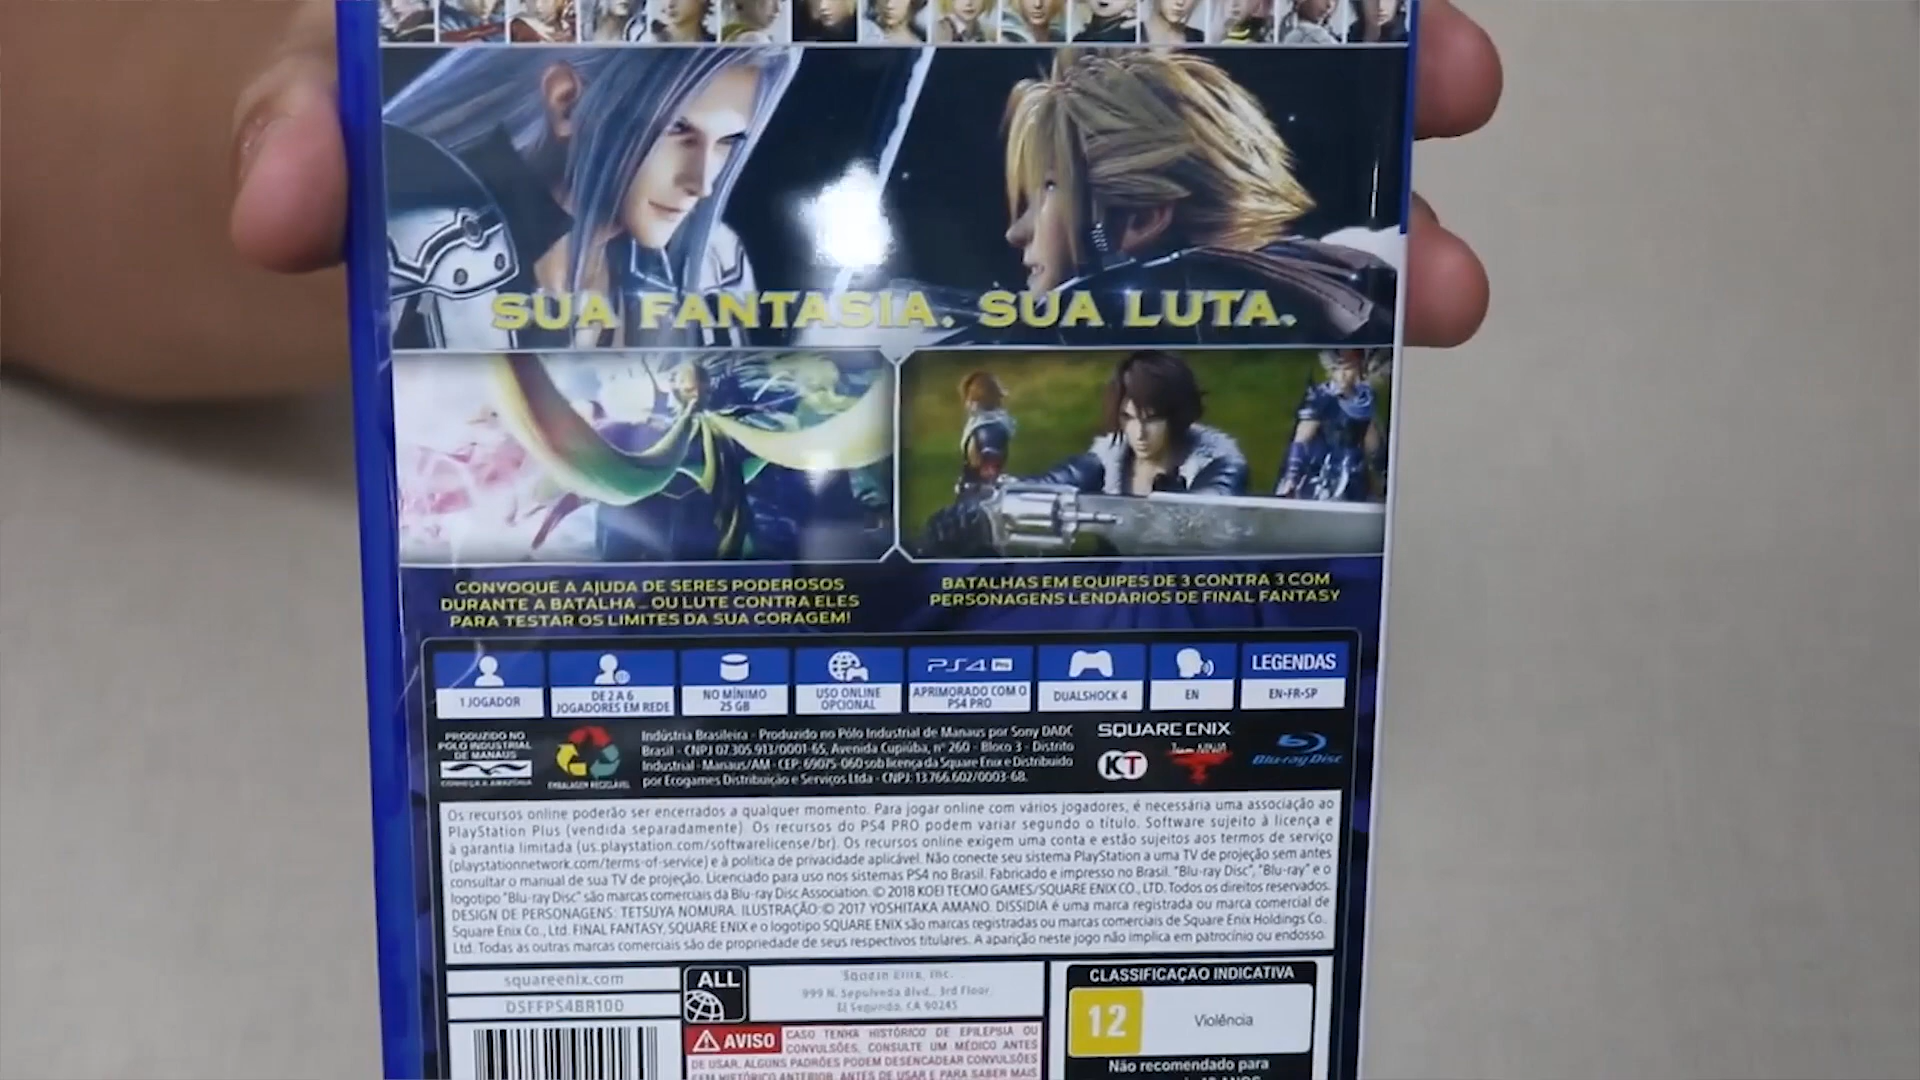 SUA FANTASIA. SUA LUTA.
CONVOQUE A AJUDA DE SERES PODEROSOS
DURANTE A BATALHA... OU LUTE CONTRA ELES
PARA TESTAR OS LIMITES DA SUA CORAGEM!
BATALHAS EM EQUIPES DE 3 CONTRA 3 COM
PERSONAGENS LENDÁRIOS DE FINAL FANTASY
1 JOGADOR
DE 2 A 6
JOGADORES EM REDE
NO MÍNIMO
25 GB
USO ONLINE
OPCIONAL
PS4 Pro
APRIMORADO COM O
PS4 PRO
DUALSHOCK 4
EN
LEGENDAS
EN-FR-SP
PRODUZIDO NO
PÓLO INDUSTRIAL
DE MANAUS
CONHEÇA A AMAZÔNIA
EMBALAGEM RECICLÁVEL
Indústria Brasileira - Produzido no Pólo Industrial de Manaus por Sony DADC
Brasil - CNPJ 07.305.913/0001-65, Avenida Cupiúba, n° 260 - Bloco 3 - Distrito
Industrial - Manaus/AM - CEP: 69075-060 sob licença da Square Enix e Distribuído
por Ecogames Distribuição e Serviços Ltda - CNPJ: 13.766.602/0003-68.
SQUARE ENIX
KT
Team NINJA
Blu-ray Disc
Os recursos online poderão ser encerrados a qualquer momento. Para jogar online com vários jogadores, é necessária uma associação ao
PlayStation Plus (vendida separadamente). Os recursos do PS4 PRO podem variar segundo o título. Software sujeito à licença e
à garantia limitada (us.playstation.com/softwarelicense/br). Os recursos online exigem uma conta e estão sujeitos aos termos de serviço
(playstationnetwork.com/terms-of-service) e à política de privacidade aplicável. Não conecte seu sistema PlayStation a uma TV de projeção sem antes
consultar o manual de sua TV de projeção. Licenciado para uso nos sistemas PS4 no Brasil. Fabricado e impresso no Brasil. "Blu-ray Disc", "Blu-ray" e o
logotipo "Blu-ray Disc" são marcas comerciais da Blu-ray Disc Association. © 2018 KOEI TECMO GAMES/SQUARE ENIX CO., LTD. Todos os direitos reservados.
DESIGN DE PERSONAGENS: TETSUYA NOMURA. ILUSTRAÇÃO: © 2017 YOSHITAKA AMANO. DISSIDIA é uma marca registrada ou marca comercial de
Square Enix Co., Ltd. FINAL FANTASY, SQUARE ENIX e o logotipo SQUARE ENIX são marcas registradas ou marcas comerciais de Square Enix Holdings Co.,
Ltd. Todas as outras marcas comerciais são de propriedade de seus respectivos titulares. A aparição neste jogo não implica em patrocínio ou endosso.
squareenix.com
DSFFPS4BR10D
ALL
Square Enix, Inc.
999 N. Sepulveda Blvd., 3rd Floor
El Segundo, CA 90245
AVISO
CASO TENHA HISTÓRICO DE EPILEPSIA OU
CONVULSÕES, CONSULTE UM MÉDICO ANTES
DE USAR. ALGUNS PADRÕES PODEM DESENCADEAR CONVULSÕES
SEM HISTÓRICO ANTERIOR. ANTES DE USAR E PARA SABER MAIS
CLASSIFICAÇÃO INDICATIVA
12
Violência
Não recomendado para